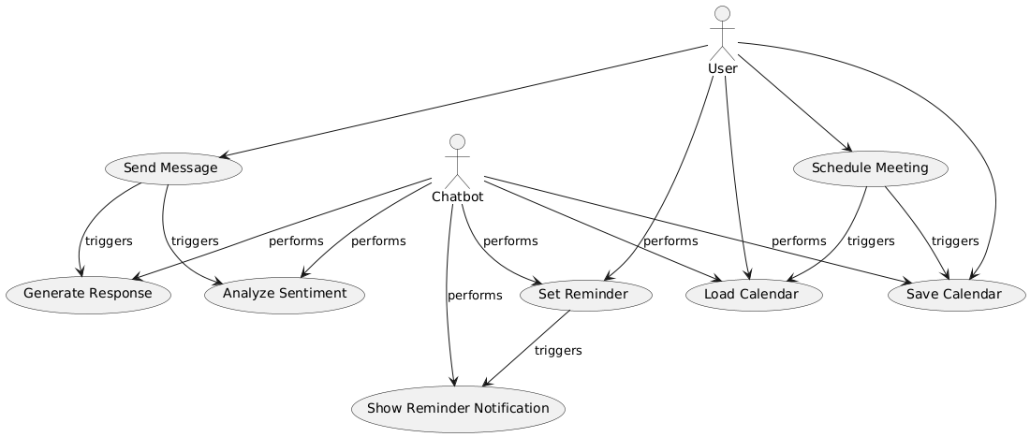 User
Send Message
Schedule Meeting
Chatbot
triggers
triggers
performs
performs
performs
performs
performs
performs
triggers
triggers
Generate Response
Analyze Sentiment
Set Reminder
Load Calendar
Save Calendar
triggers
Show Reminder Notification